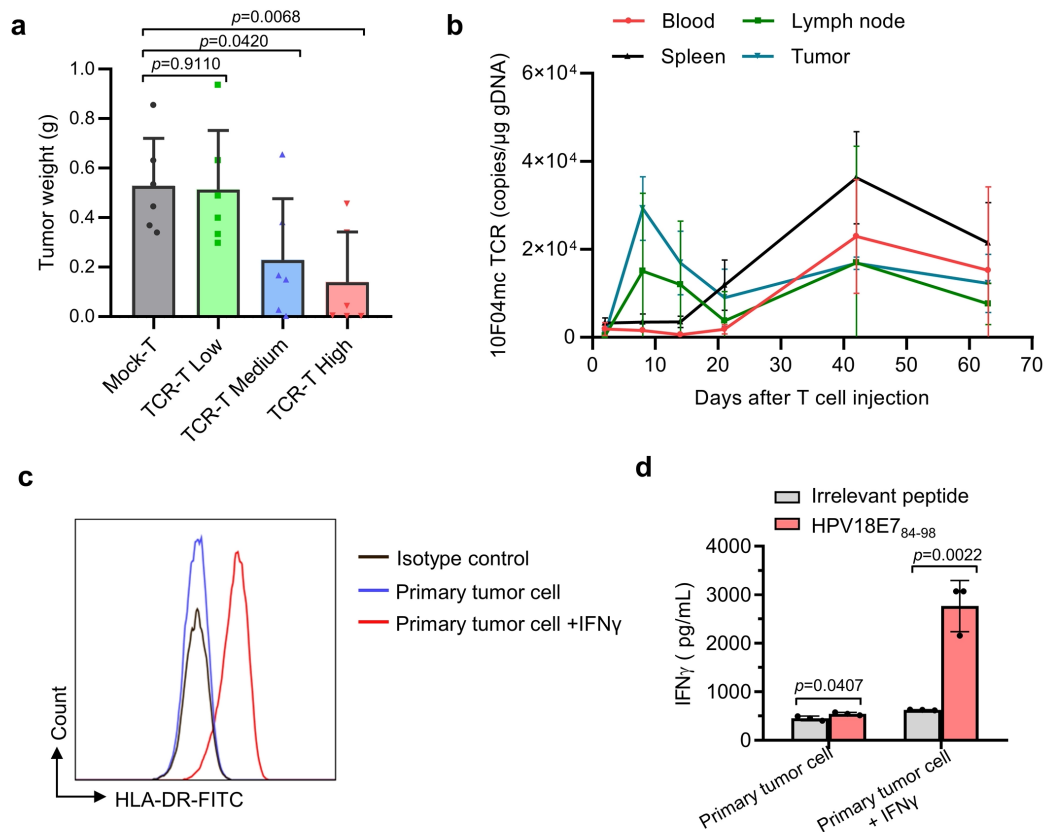 a
p=0.0068
p=0.0420
p=0.9110
Tumor weight (g)
1.0
0.8
0.6
0.4
0.2
0.0
Mock-T
TCR-T Low
TCR-T Medium
TCR-T High
b
Blood
Lymph node
Spleen
Tumor
10F04mc TCR (copies/μg gDNA)
6×10⁴
4×10⁴
2×10⁴
0
0 10 20 30 40 50 60 70
Days after T cell injection
c
Count
HLA-DR-FITC
Isotype control
Primary tumor cell
Primary tumor cell +IFNγ
d
Irrelevant peptide
HPV18E7₈₄₋₉₈
IFNγ ( pg/mL)
4000
3000
2000
1000
0
p=0.0407
p=0.0022
Primary tumor cell
Primary tumor cell
+ IFNγ